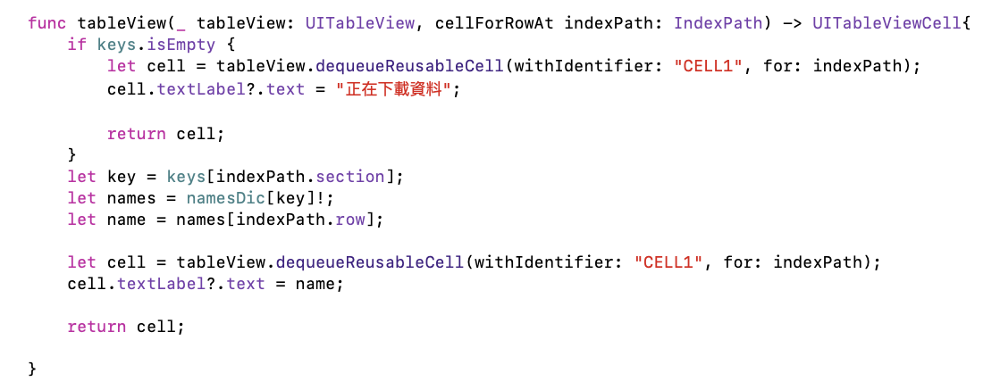 func tableView(_ tableView: UITableView, cellForRowAt indexPath: IndexPath) -> UITableViewCell{
    if keys.isEmpty {
        let cell = tableView.dequeueReusableCell(withIdentifier: "CELL1", for: indexPath);
        cell.textLabel?.text = "正在下載資料";

        return cell;
    }
    let key = keys[indexPath.section];
    let names = namesDic[key]!;
    let name = names[indexPath.row];

    let cell = tableView.dequeueReusableCell(withIdentifier: "CELL1", for: indexPath);
    cell.textLabel?.text = name;

    return cell;

}